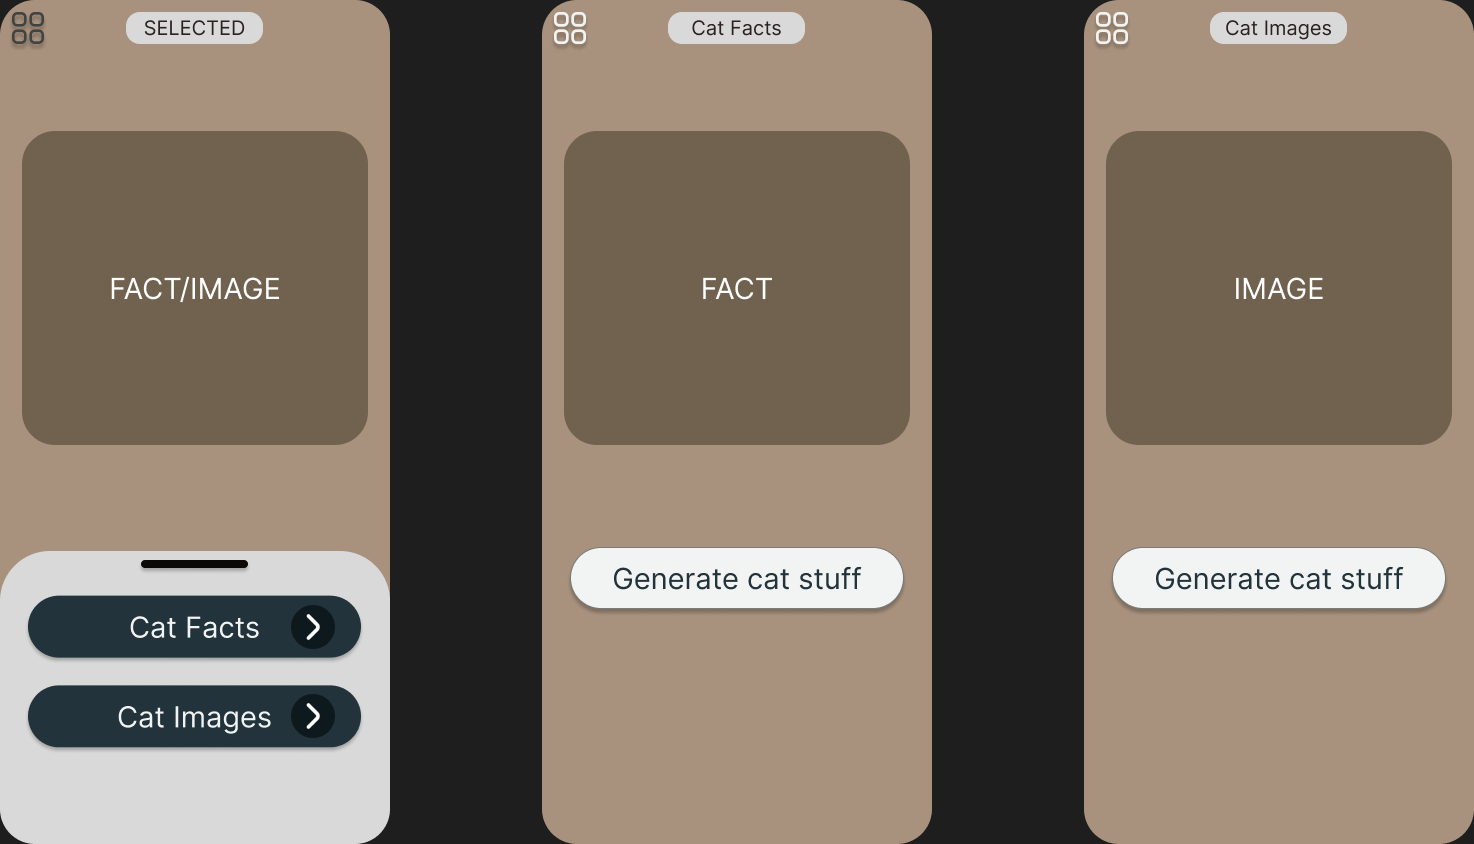 SELECTED
FACT/IMAGE
Cat Facts
Cat Images
Cat Facts
FACT
Generate cat stuff
Cat Images
IMAGE
Generate cat stuff